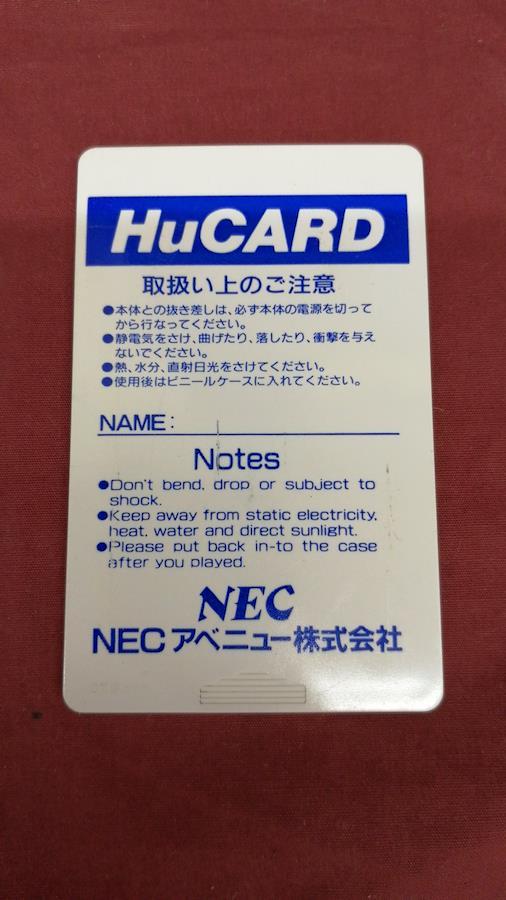 HuCARD
取扱い上のご注意
●本体との抜き差しは、必ず本体の電源を切って
から行なってください。
●静電気をさけ、曲げたり、落したり、衝撃を与え
ないでください。
●熱、水分、直射日光をさけてください。
●使用後はビニールケースに入れてください。
NAME:
Notes
●Don't bend, drop or subject to
shock.
●Keep away from static electricity,
heat, water and direct sunlight.
●Please put back in-to the case
after you played.
NEC
NECアベニュー株式会社